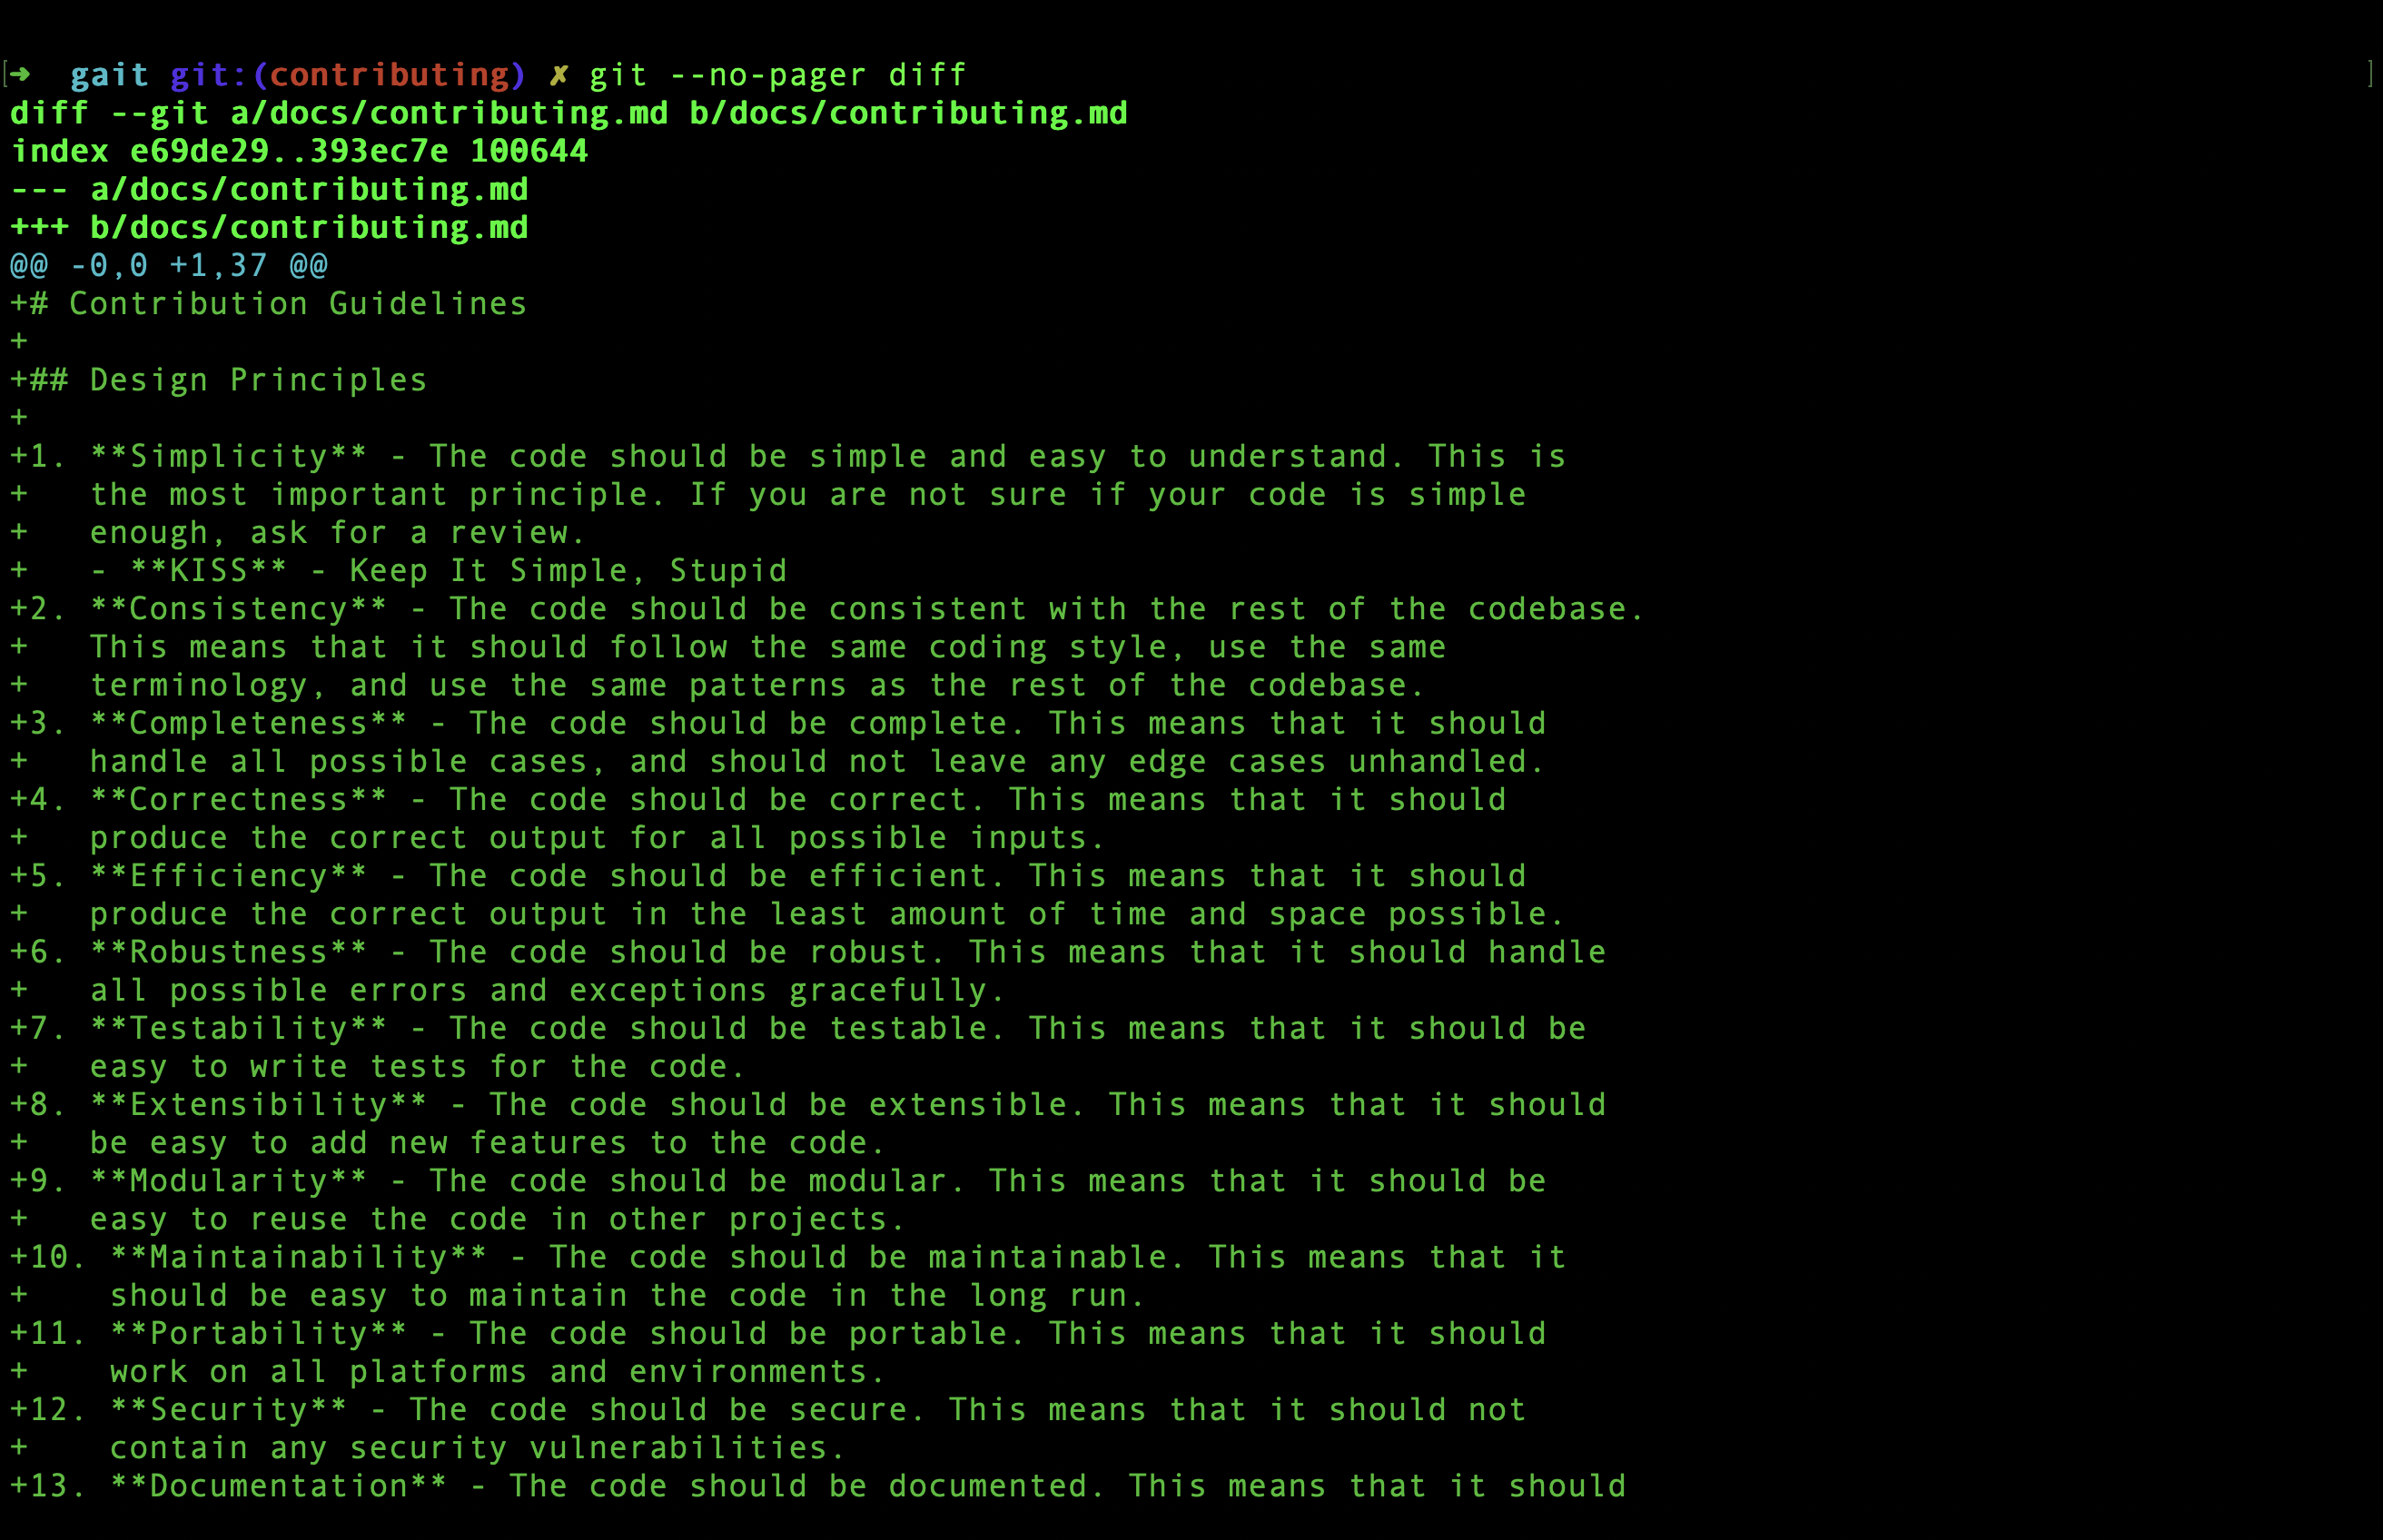 [➜  gait git:(contributing) ✗ git --no-pager diff ]
diff --git a/docs/contributing.md b/docs/contributing.md
index e69de29..393ec7e 100644
--- a/docs/contributing.md
+++ b/docs/contributing.md
@@ -0,0 +1,37 @@
+# Contribution Guidelines
+
+## Design Principles
+
+1. **Simplicity** - The code should be simple and easy to understand. This is
+   the most important principle. If you are not sure if your code is simple
+   enough, ask for a review.
+   - **KISS** - Keep It Simple, Stupid
+2. **Consistency** - The code should be consistent with the rest of the codebase.
+   This means that it should follow the same coding style, use the same
+   terminology, and use the same patterns as the rest of the codebase.
+3. **Completeness** - The code should be complete. This means that it should
+   handle all possible cases, and should not leave any edge cases unhandled.
+4. **Correctness** - The code should be correct. This means that it should
+   produce the correct output for all possible inputs.
+5. **Efficiency** - The code should be efficient. This means that it should
+   produce the correct output in the least amount of time and space possible.
+6. **Robustness** - The code should be robust. This means that it should handle
+   all possible errors and exceptions gracefully.
+7. **Testability** - The code should be testable. This means that it should be
+   easy to write tests for the code.
+8. **Extensibility** - The code should be extensible. This means that it should
+   be easy to add new features to the code.
+9. **Modularity** - The code should be modular. This means that it should be
+   easy to reuse the code in other projects.
+10. **Maintainability** - The code should be maintainable. This means that it
+    should be easy to maintain the code in the long run.
+11. **Portability** - The code should be portable. This means that it should
+    work on all platforms and environments.
+12. **Security** - The code should be secure. This means that it should not
+    contain any security vulnerabilities.
+13. **Documentation** - The code should be documented. This means that it should